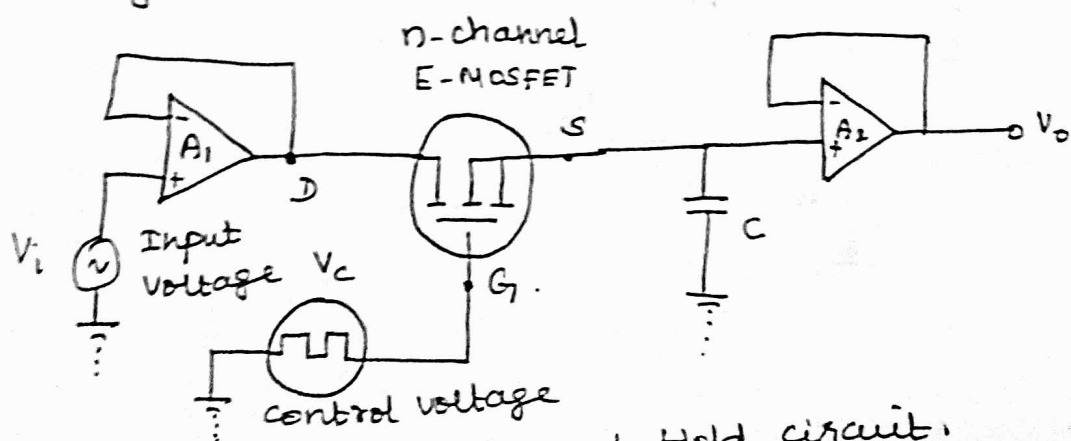 n-channel
E-MOSFET
-
A1
+
D
S
-
A2
+
Vo
C
Vi
Input
voltage
Vc
G.
control voltage
Hold circuit.